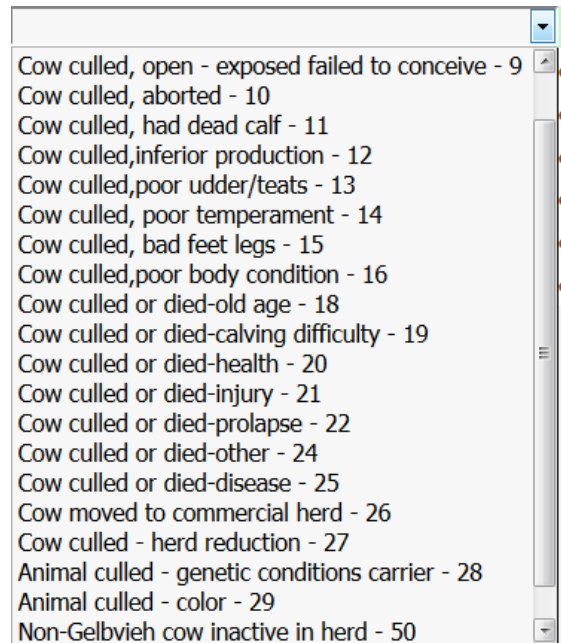 Cow culled, open - exposed failed to conceive - 9
Cow culled, aborted - 10
Cow culled, had dead calf - 11
Cow culled,inferior production - 12
Cow culled,poor udder/teats - 13
Cow culled, poor temperament - 14
Cow culled, bad feet legs - 15
Cow culled,poor body condition - 16
Cow culled or died-old age - 18
Cow culled or died-calving difficulty - 19
Cow culled or died-health - 20
Cow culled or died-injury - 21
Cow culled or died-prolapse - 22
Cow culled or died-other - 24
Cow culled or died-disease - 25
Cow moved to commercial herd - 26
Cow culled - herd reduction - 27
Animal culled - genetic conditions carrier - 28
Animal culled - color - 29
Non-Gelbvieh cow inactive in herd - 50